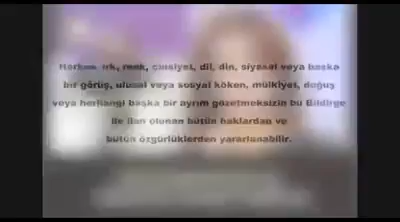 Herkes, ırk, renk, cinsiyet, dil, din, siyasal veya başka
bir görüş, ulusal veya sosyal köken, mülkiyet, doğuş
veya herhangi başka bir ayrım gözetmeksizin bu Bildirge
ile ilan olunan bütün haklardan ve
bütün özgürlüklerden yararlanabilir.